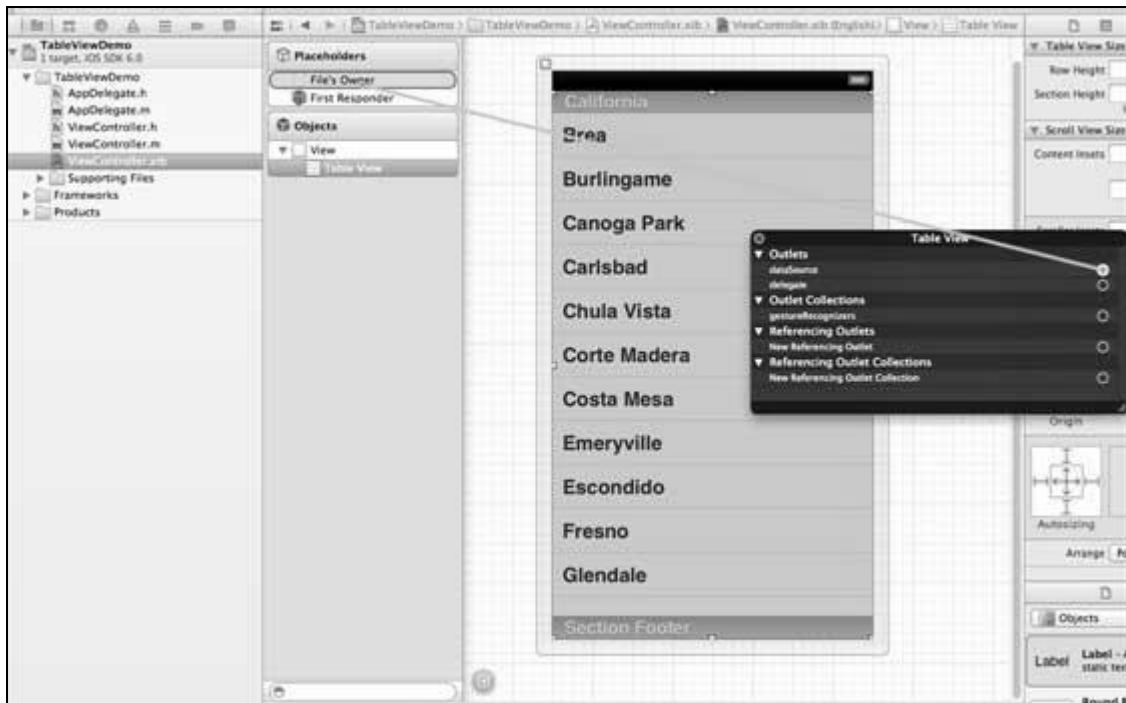 TableViewDemo > TableViewDemo > ViewController.xib > ViewController.xib (English) > View > Table View
TableViewDemo
1 target, iOS SDK 6.0
TableViewDemo
AppDelegate.h
AppDelegate.m
ViewController.h
ViewController.m
ViewController.xib
Supporting Files
Frameworks
Products
Placeholders
File's Owner
First Responder
Objects
View
Table View
California
Brea
Burlingame
Canoga Park
Carlsbad
Chula Vista
Corte Madera
Costa Mesa
Emeryville
Escondido
Fresno
Glendale
Section Footer
Table View
Outlets
dataSource
delegate
Outlet Collections
gestureRecognizers
Referencing Outlets
New Referencing Outlet
Referencing Outlet Collections
New Referencing Outlet Collection
Table View Size
Row Height
Section Height
Scroll View Size
Content Insets
Origin
Autosizing
Arrange
Objects
Label
Label - A
static ter